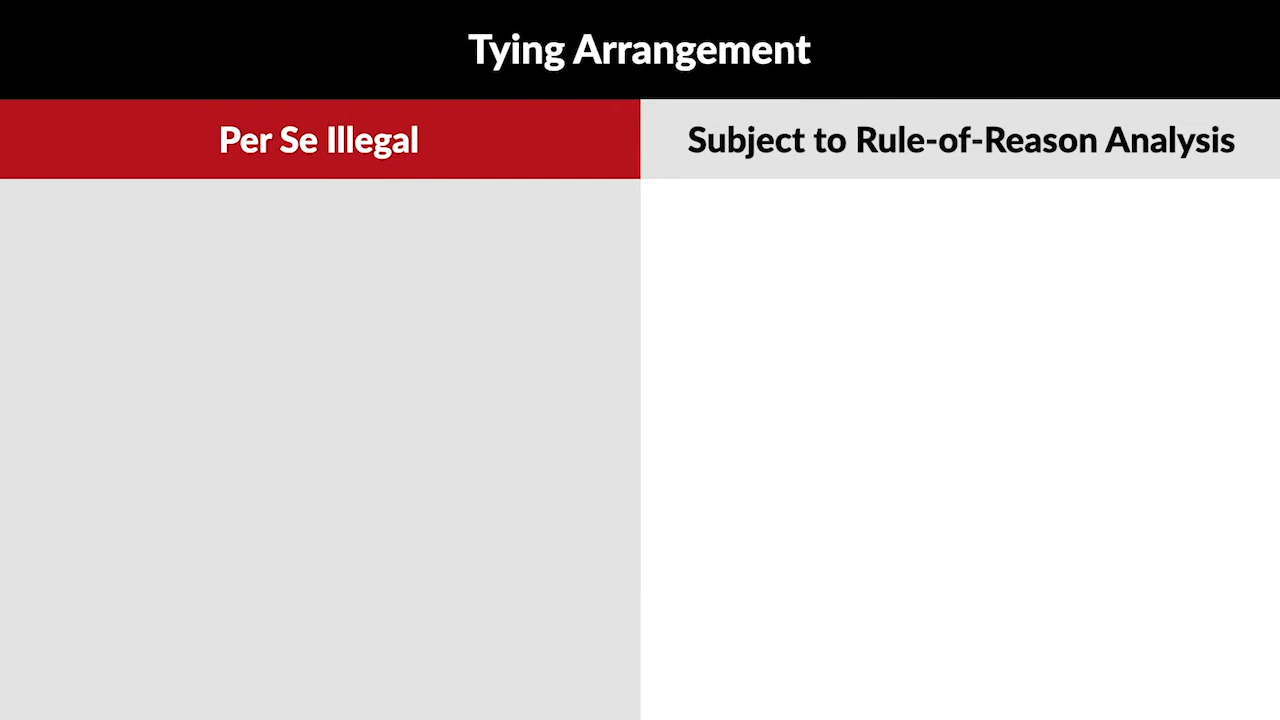 Tying Arrangement
Per Se Illegal
Subject to Rule-of-Reason Analysis